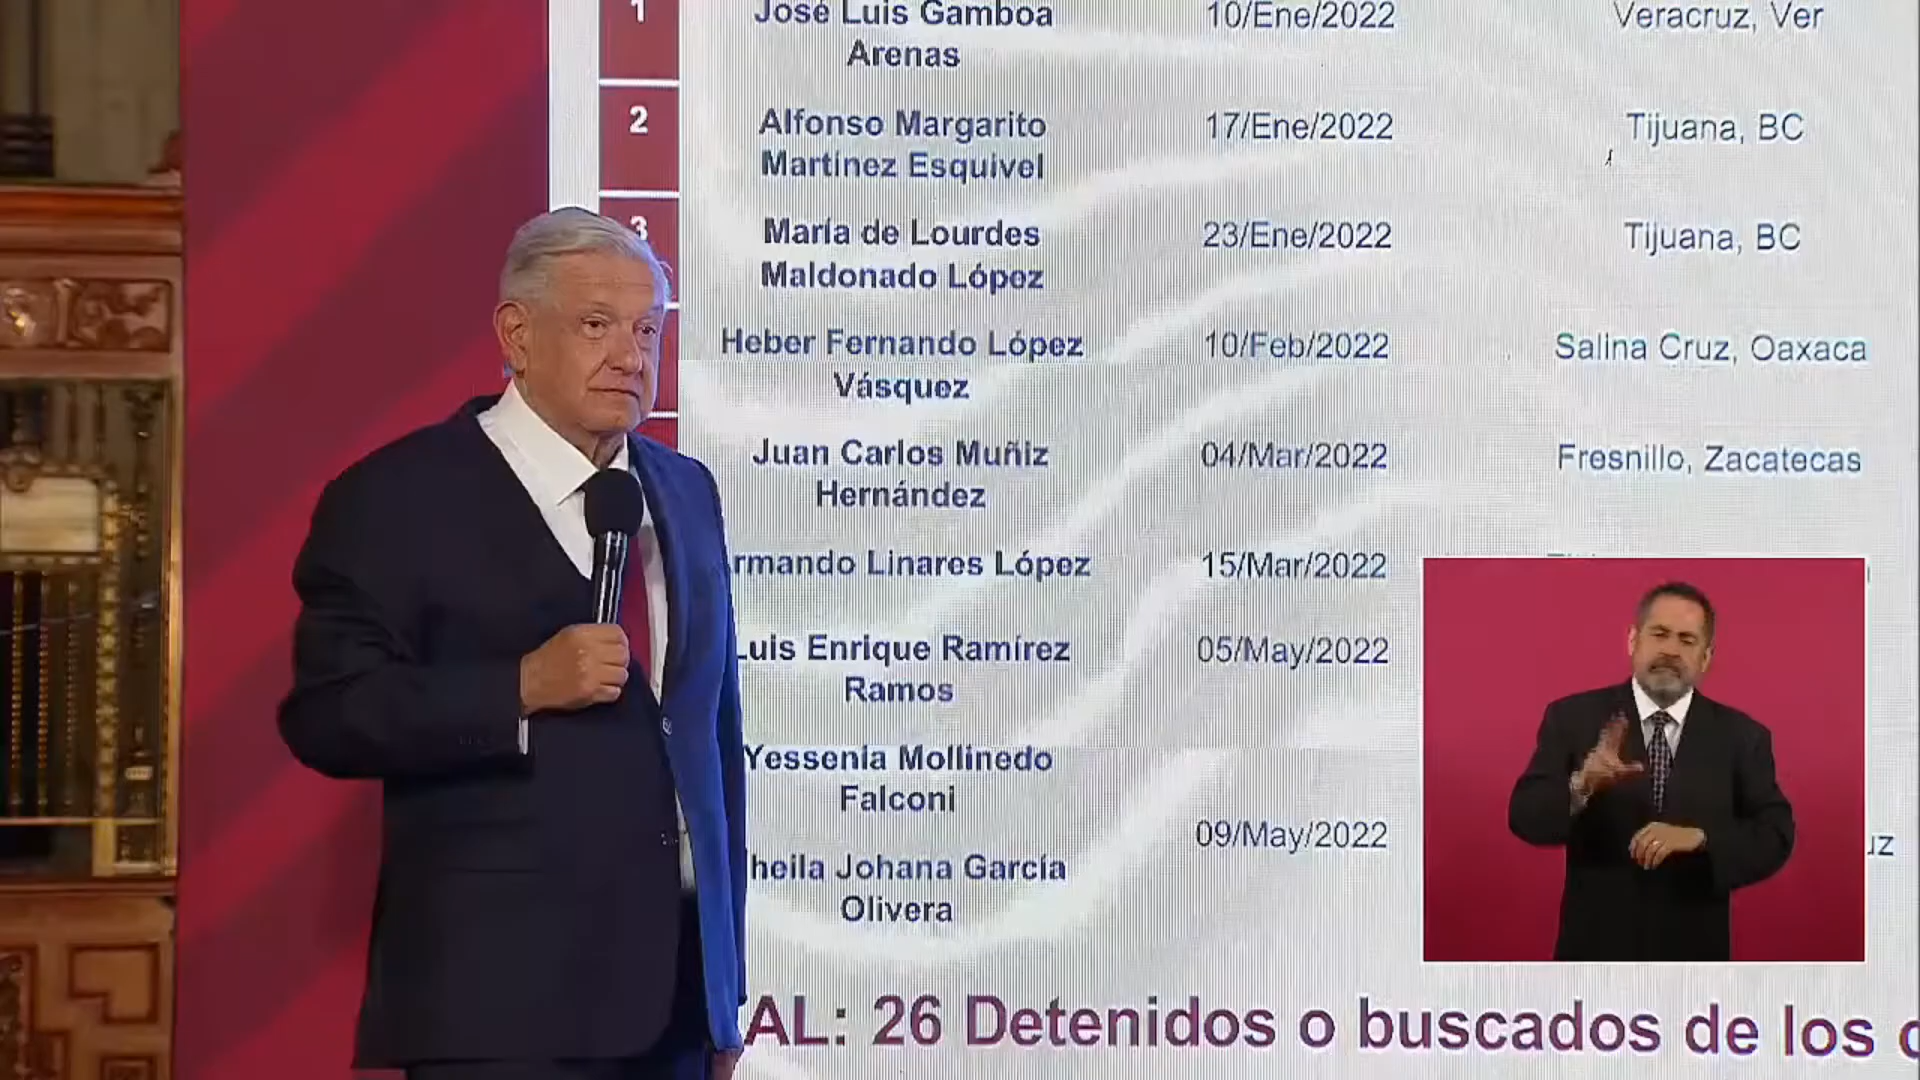 1 José Luis Gamboa 10/Ene/2022 Veracruz, Ver
Arenas
2 Alfonso Margarito 17/Ene/2022 Tijuana, BC
Martínez Esquivel
3 María de Lourdes 23/Ene/2022 Tijuana, BC
Maldonado López
Heber Fernando López 10/Feb/2022 Salina Cruz, Oaxaca
Vásquez
Juan Carlos Muñiz 04/Mar/2022 Fresnillo, Zacatecas
Hernández
rmando Linares López 15/Mar/2022
Luis Enrique Ramírez 05/May/2022
Ramos
Yessenia Mollinedo
Falconi
09/May/2022
heila Johana García
Olivera
AL: 26 Detenidos o buscados de los